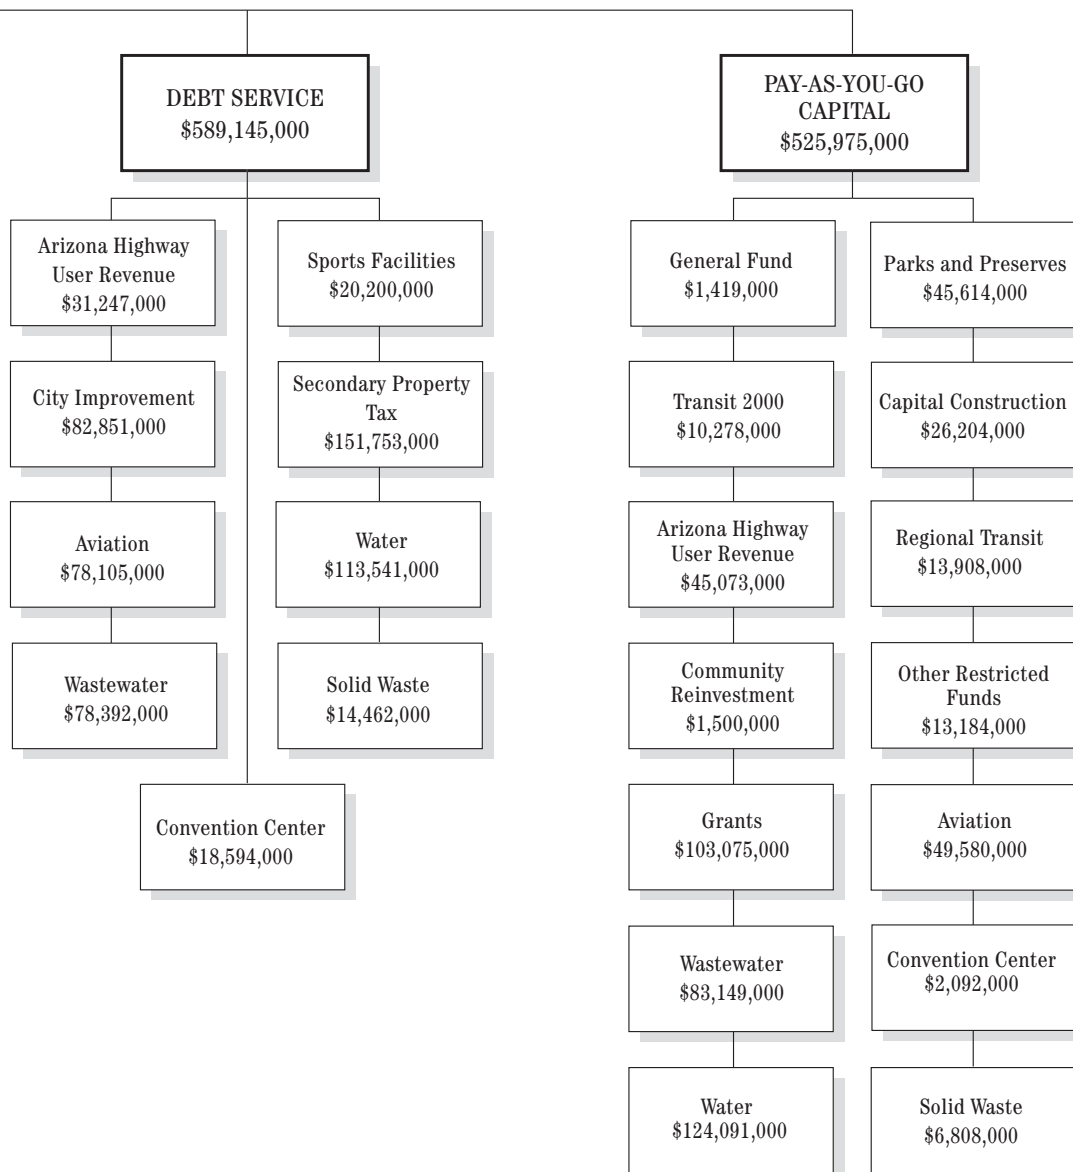 DEBT SERVICE
$589,145,000
PAY-AS-YOU-GO
CAPITAL
$525,975,000
Arizona Highway
User Revenue
$31,247,000
Sports Facilities
$20,200,000
City Improvement
$82,851,000
Secondary Property
Tax
$151,753,000
Aviation
$78,105,000
Water
$113,541,000
Wastewater
$78,392,000
Solid Waste
$14,462,000
Convention Center
$18,594,000
General Fund
$1,419,000
Parks and Preserves
$45,614,000
Transit 2000
$10,278,000
Capital Construction
$26,204,000
Arizona Highway
User Revenue
$45,073,000
Regional Transit
$13,908,000
Community
Reinvestment
$1,500,000
Other Restricted
Funds
$13,184,000
Grants
$103,075,000
Aviation
$49,580,000
Wastewater
$83,149,000
Convention Center
$2,092,000
Water
$124,091,000
Solid Waste
$6,808,000